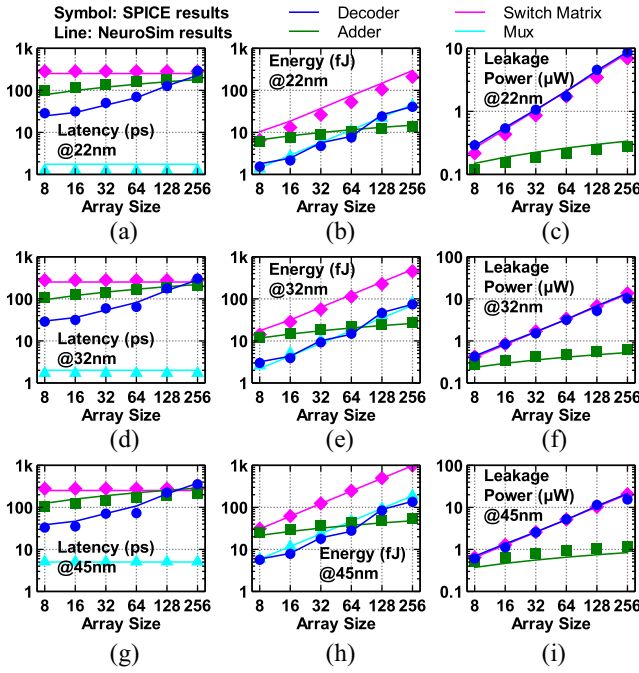 Symbol: SPICE results
Line: NeuroSim results
Decoder
Switch Matrix
Adder
Mux
1k
100
10
1
Latency (ps)
@22nm
8 16 32 64 128 256
Array Size
(a)
1k
100
10
1
Energy (fJ)
@22nm
8 16 32 64 128 256
Array Size
(b)
10
1
0.1
Leakage
Power (µW)
@22nm
8 16 32 64 128 256
Array Size
(c)
1k
100
10
1
Latency (ps)
@32nm
8 16 32 64 128 256
Array Size
(d)
1k
100
10
1
Energy (fJ)
@32nm
8 16 32 64 128 256
Array Size
(e)
100
10
1
0.1
Leakage
Power (µW)
@32nm
8 16 32 64 128 256
Array Size
(f)
1k
100
10
1
Latency (ps)
@45nm
8 16 32 64 128 256
Array Size
(g)
1k
100
10
1
Energy (fJ)
@45nm
8 16 32 64 128 256
Array Size
(h)
100
10
1
0.1
Leakage
Power (µW)
@45nm
8 16 32 64 128 256
Array Size
(i)